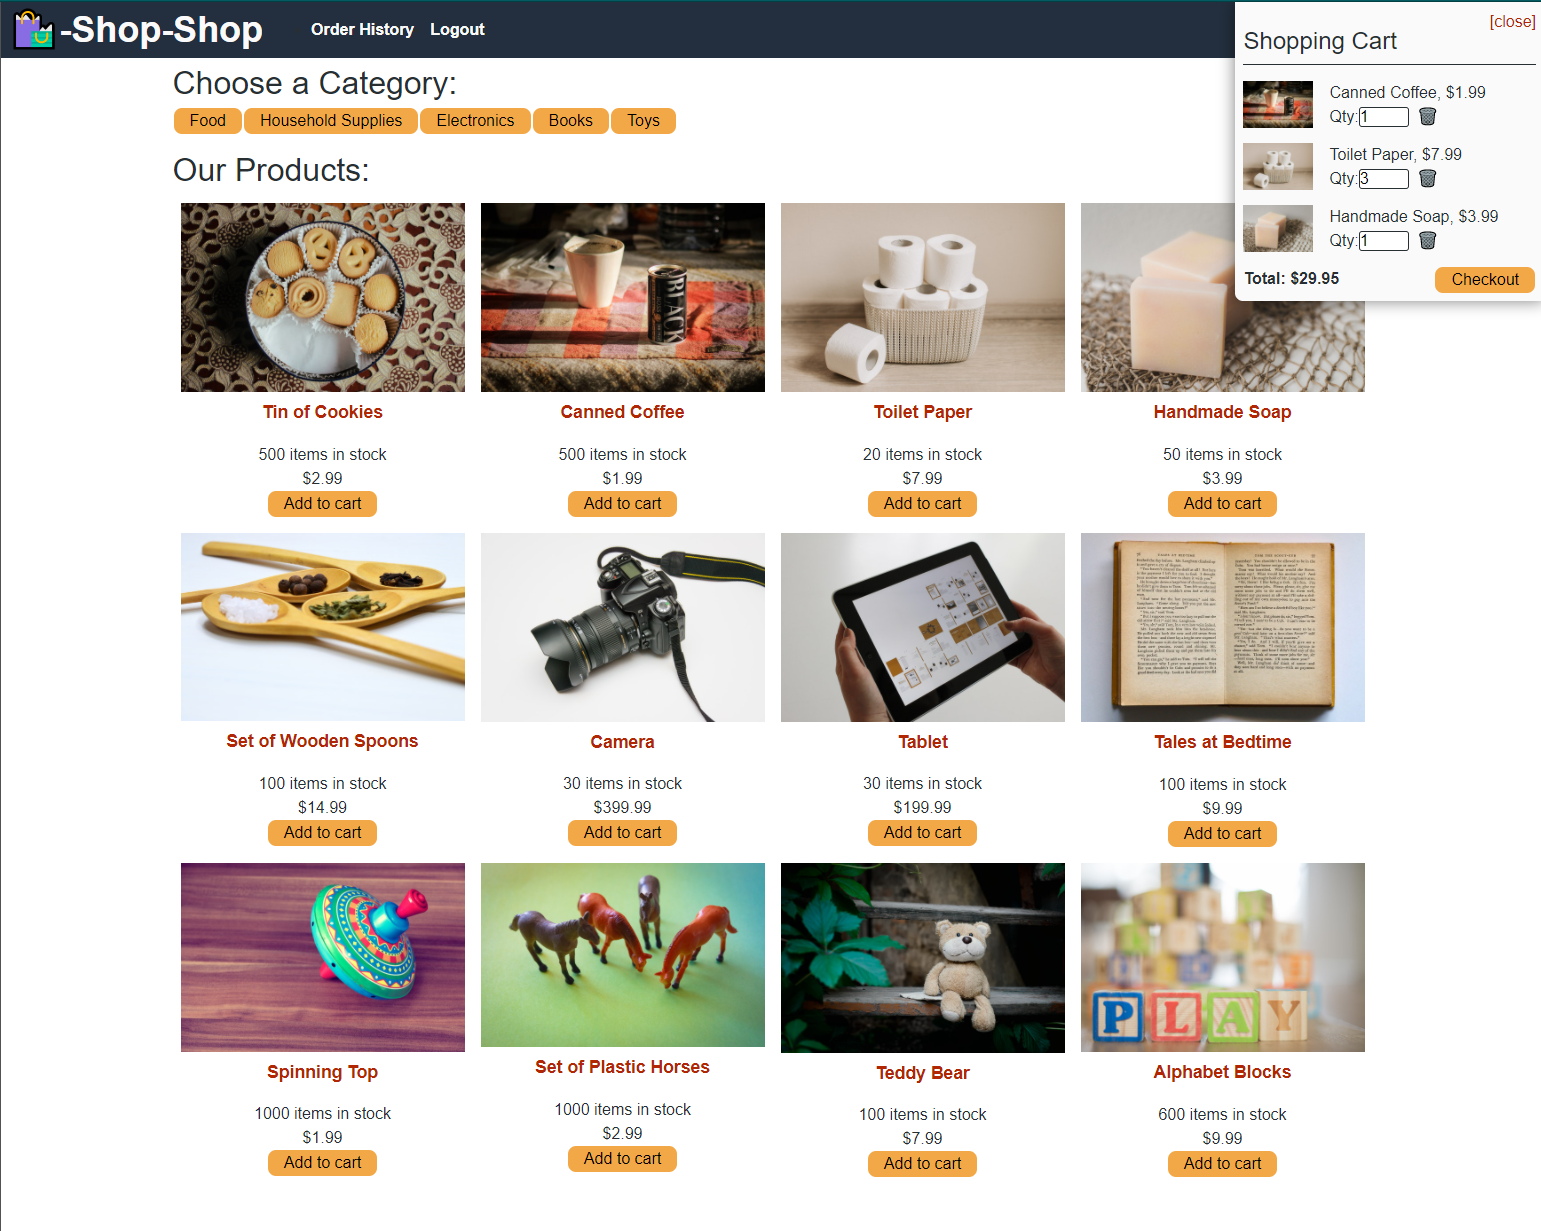 -Shop-Shop
Order History Logout
[close]
Shopping Cart
Canned Coffee, $1.99
Qty: 1
Toilet Paper, $7.99
Qty: 3
Handmade Soap, $3.99
Qty: 1
Total: $29.95 Checkout
Choose a Category:
Food Household Supplies Electronics Books Toys
Our Products:
BLACK
Tin of Cookies Canned Coffee Toilet Paper Handmade Soap
500 items in stock 500 items in stock 20 items in stock 50 items in stock
$2.99 $1.99 $7.99 $3.99
Add to cart Add to cart Add to cart Add to cart
Set of Wooden Spoons Camera Tablet Tales at Bedtime
100 items in stock 30 items in stock 30 items in stock 100 items in stock
$14.99 $399.99 $199.99 $9.99
Add to cart Add to cart Add to cart Add to cart
PLAY
Spinning Top Set of Plastic Horses Teddy Bear Alphabet Blocks
1000 items in stock 1000 items in stock 100 items in stock 600 items in stock
$1.99 $2.99 $7.99 $9.99
Add to cart Add to cart Add to cart Add to cart